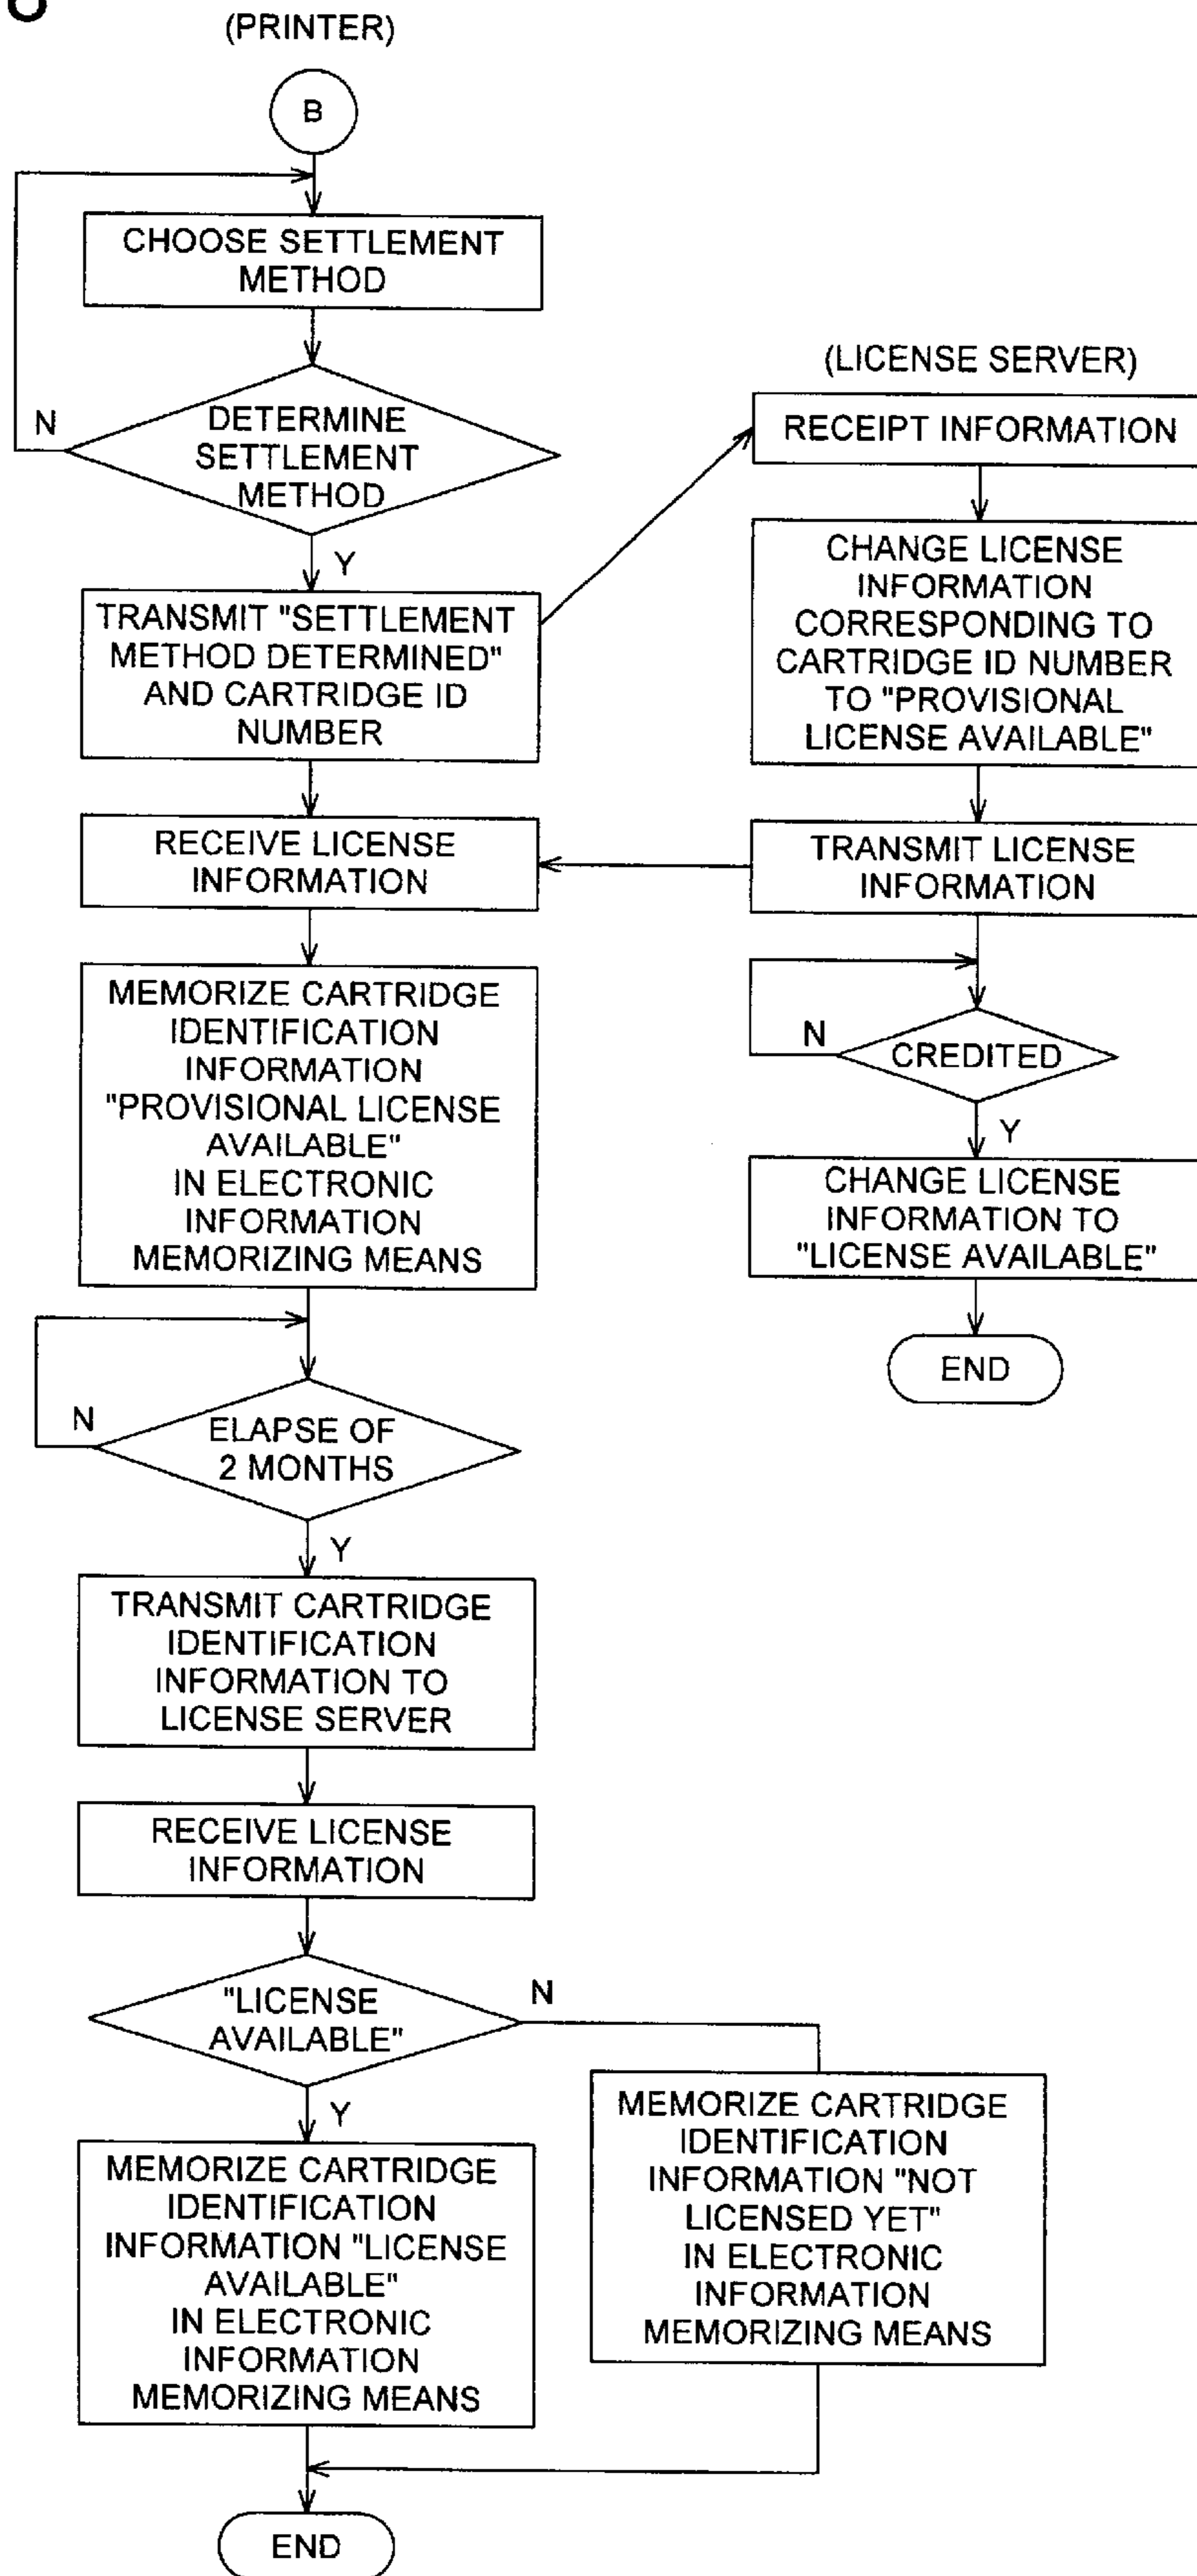 (PRINTER)
B
CHOOSE SETTLEMENT
METHOD
N
DETERMINE
SETTLEMENT
METHOD
Y
TRANSMIT "SETTLEMENT
METHOD DETERMINED"
AND CARTRIDGE ID
NUMBER
RECEIVE LICENSE
INFORMATION
MEMORIZE CARTRIDGE
IDENTIFICATION
INFORMATION
"PROVISIONAL LICENSE
AVAILABLE"
IN ELECTRONIC
INFORMATION
MEMORIZING MEANS
N
ELAPSE OF
2 MONTHS
Y
TRANSMIT CARTRIDGE
IDENTIFICATION
INFORMATION TO
LICENSE SERVER
RECEIVE LICENSE
INFORMATION
"LICENSE
AVAILABLE"
N
Y
MEMORIZE CARTRIDGE
IDENTIFICATION
INFORMATION "LICENSE
AVAILABLE"
IN ELECTRONIC
INFORMATION
MEMORIZING MEANS
MEMORIZE CARTRIDGE
IDENTIFICATION
INFORMATION "NOT
LICENSED YET"
IN ELECTRONIC
INFORMATION
MEMORIZING MEANS
END
(LICENSE SERVER)
RECEIPT INFORMATION
CHANGE LICENSE
INFORMATION
CORRESPONDING TO
CARTRIDGE ID NUMBER
TO "PROVISIONAL
LICENSE AVAILABLE"
TRANSMIT LICENSE
INFORMATION
N
CREDITED
Y
CHANGE LICENSE
INFORMATION TO
"LICENSE AVAILABLE"
END